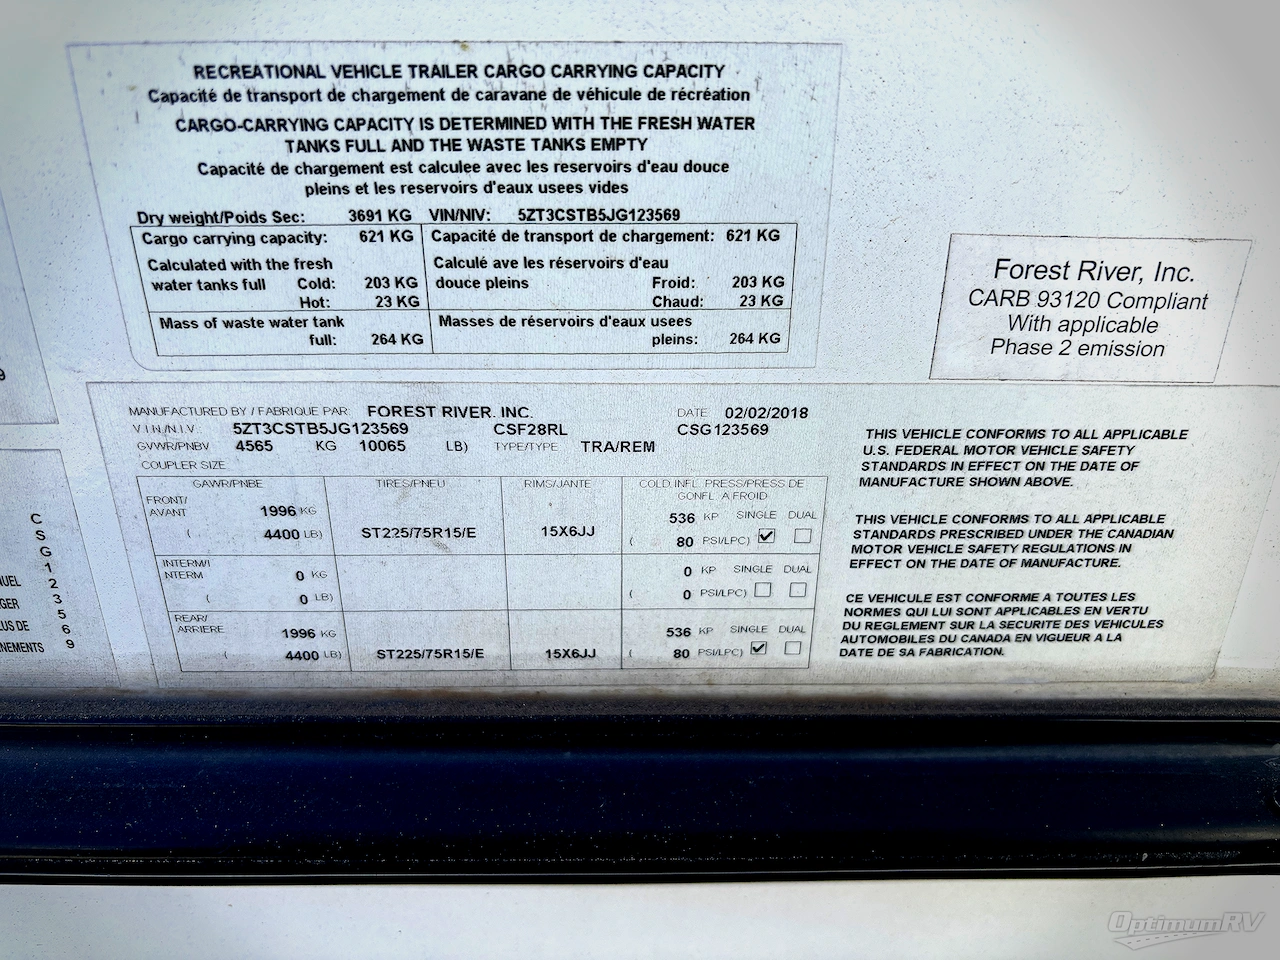 RECREATIONAL VEHICLE TRAILER CARGO CARRYING CAPACITY
Capacité de transport de chargement de caravane de véhicule de récréation
CARGO-CARRYING CAPACITY IS DETERMINED WITH THE FRESH WATER
TANKS FULL AND THE WASTE TANKS EMPTY
Capacité de chargement est calculee avec les reservoirs d'eau douce
pleins et les reservoirs d'eaux usees vides
Dry weight/Poids Sec: 3691 KG VIN/NIV: 5ZT3CSTB5JG123569
Cargo carrying capacity: 621 KG Capacité de transport de chargement: 621 KG
Calculated with the fresh Calculé ave les réservoirs d'eau
water tanks full Cold: 203 KG douce pleins Froid: 203 KG
Hot: 23 KG Chaud: 23 KG
Mass of waste water tank Masses de réservoirs d'eaux usees
full: 264 KG pleins: 264 KG
Forest River, Inc.
CARB 93120 Compliant
With applicable
Phase 2 emission
9
MANUFACTURED BY / FABRIQUE PAR: FOREST RIVER, INC. DATE 02/02/2018
V.I.N./N.I.V. 5ZT3CSTB5JG123569 CSF28RL CSG123569
GVWR/PNBV 4565 KG 10065 LB) TYPE/TYPE TRA/REM
COUPLER SIZE
GAWR/PNBE TIRES/PNEU RIMS/JANTE COLD INFL. PRESS/PRESS DE
GONFL. A FROID
FRONT/
AVANT 1996 KG 536 KP SINGLE DUAL
( 4400 LB) ST225/75R15/E 15X6JJ ( 80 PSI/LPC)
INTERM/I
NTERM 0 KG 0 KP SINGLE DUAL
( 0 LB) ( 0 PSI/LPC)
REAR/
ARRIERE 1996 KG 536 KP SINGLE DUAL
( 4400 LB) ST225/75R15/E 15X6JJ ( 80 PSI/LPC)
THIS VEHICLE CONFORMS TO ALL APPLICABLE
U.S. FEDERAL MOTOR VEHICLE SAFETY
STANDARDS IN EFFECT ON THE DATE OF
MANUFACTURE SHOWN ABOVE.
THIS VEHICLE CONFORMS TO ALL APPLICABLE
STANDARDS PRESCRIBED UNDER THE CANADIAN
MOTOR VEHICLE SAFETY REGULATIONS IN
EFFECT ON THE DATE OF MANUFACTURE.
CE VEHICULE EST CONFORME A TOUTES LES
NORMES QUI LUI SONT APPLICABLES EN VERTU
DU REGLEMENT SUR LA SECURITE DES VEHICULES
AUTOMOBILES DU CANADA EN VIGUEUR A LA
DATE DE SA FABRICATION.
C
S
G
1
2
3
5
6
9
NUEL
GER
LUS DE
NEMENTS
OptimumRV